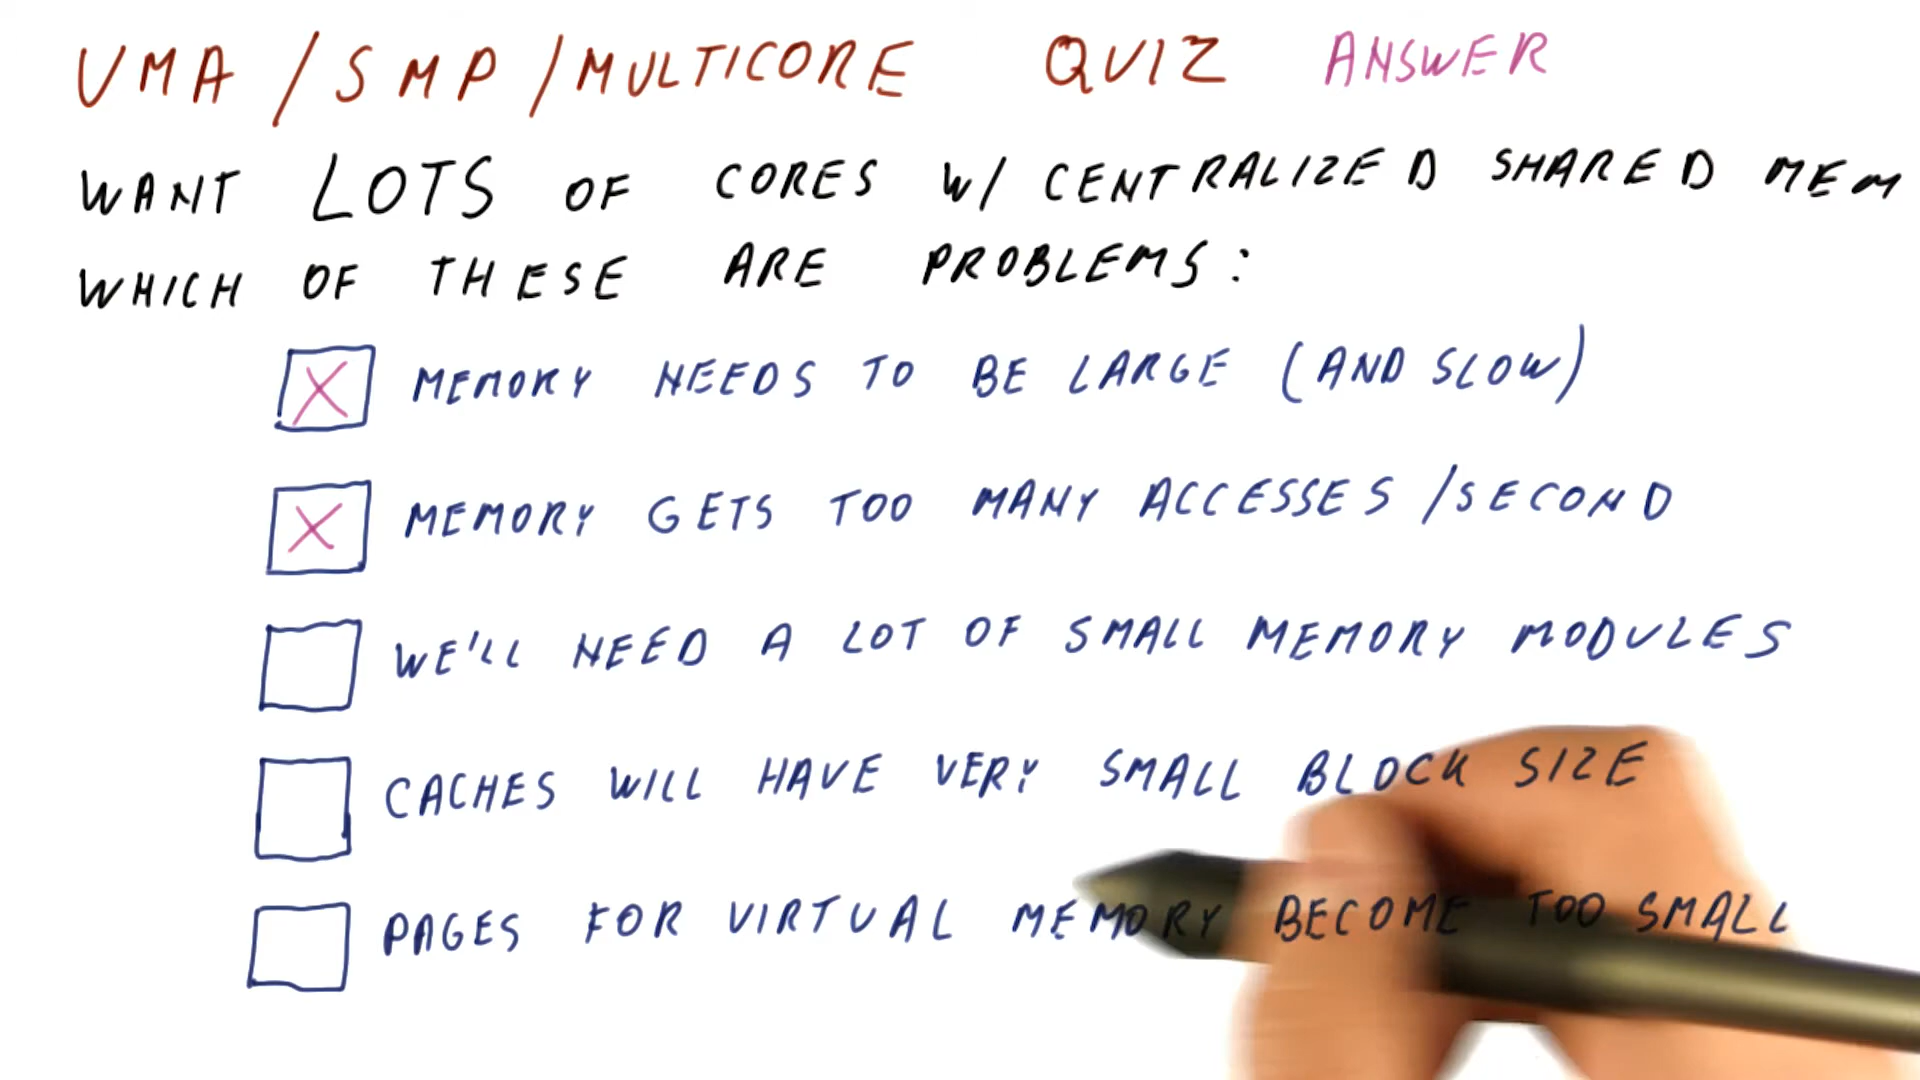 UMA / SMP / MULTICORE QUIZ ANSWER
WANT LOTS OF CORES W/ CENTRALIZED SHARED MEM
WHICH OF THESE ARE PROBLEMS:
X MEMORY NEEDS TO BE LARGE (AND SLOW)
X MEMORY GETS TOO MANY ACCESSES /SECOND
WE'LL NEED A LOT OF SMALL MEMORY MODULES
CACHES WILL HAVE VERY SMALL BLOCK SIZE
PAGES FOR VIRTUAL MEMORY BECOME TOO SMALL